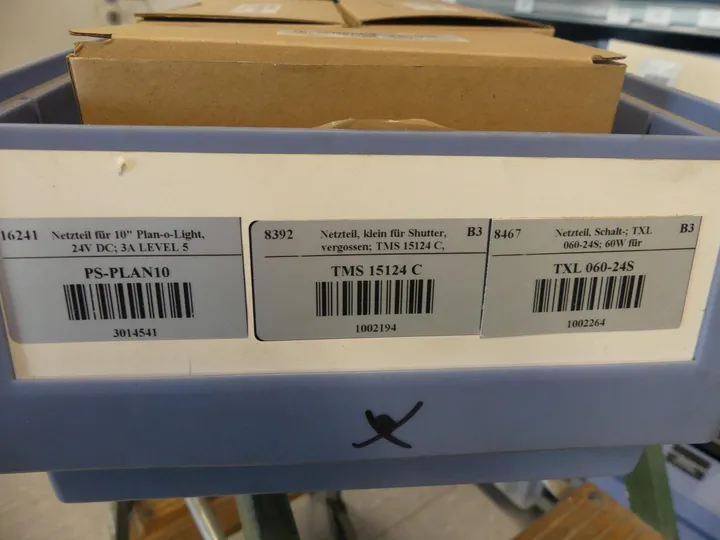 16241 Netzteil für 10" Plan-o-Light,
24V DC; 3A LEVEL 5
PS-PLAN10
3014541
8392 Netzteil, klein für Shutter, B3
vergossen; TMS 15124 C,
TMS 15124 C
1002194
8467 Netzteil, Schalt-; TXL B3
060-24S; 60W für
TXL 060-24S
1002264